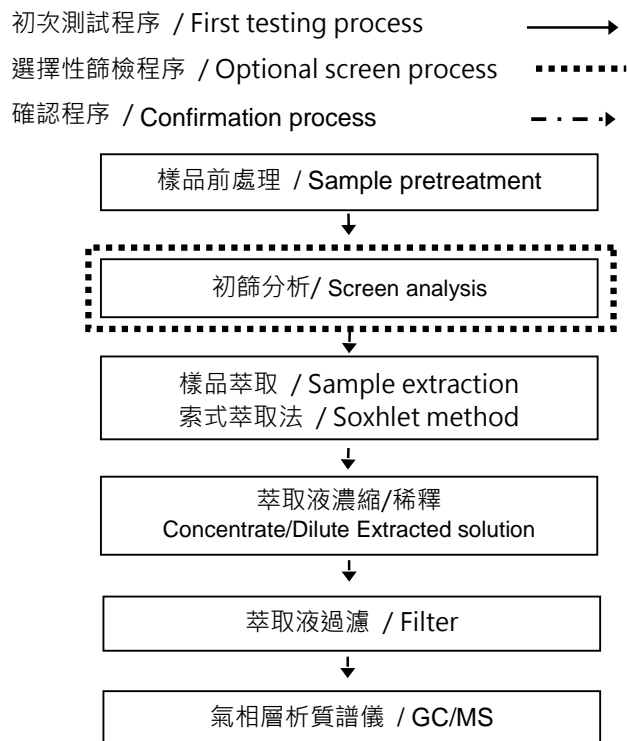 初次測試程序 / First testing process
選擇性篩檢程序 / Optional screen process
確認程序 / Confirmation process
樣品前處理 / Sample pretreatment
初篩分析/ Screen analysis
樣品萃取 / Sample extraction
索式萃取法 / Soxhlet method
萃取液濃縮/稀釋
Concentrate/Dilute Extracted solution
萃取液過濾 / Filter
氣相層析質譜儀 / GC/MS